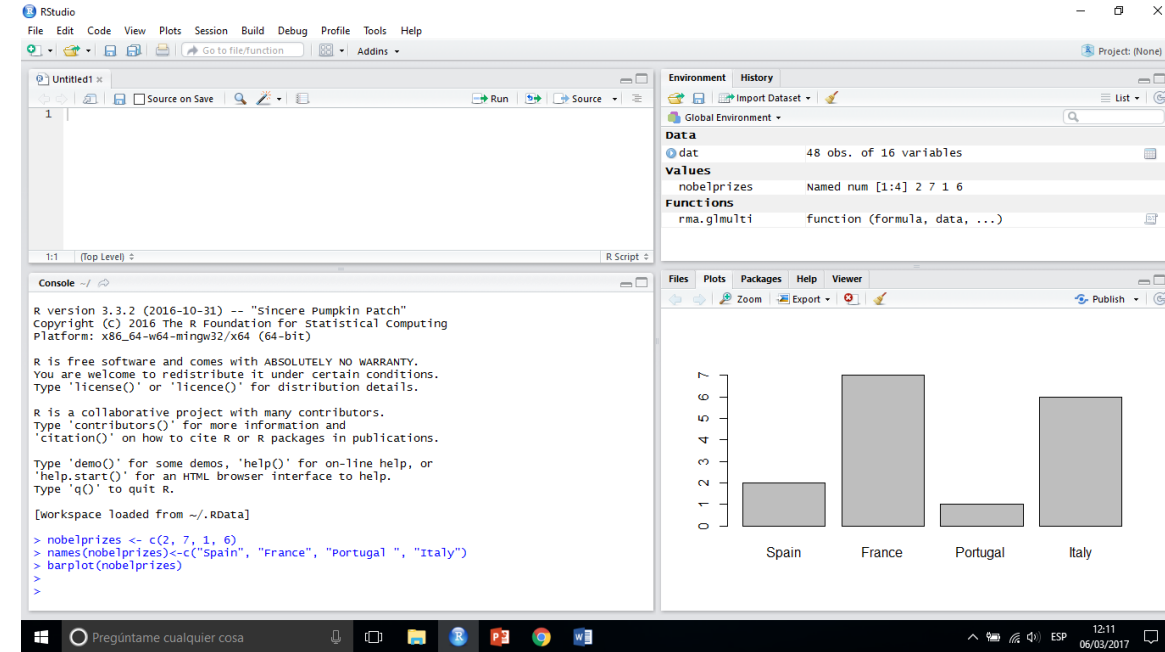 RStudio
File Edit Code View Plots Session Build Debug Profile Tools Help
Go to file/function Addins Project: (None)
Untitled1
Source on Save Run Source
1
1:1 (Top Level) R Script
Console ~/
R version 3.3.2 (2016-10-31) -- "Sincere Pumpkin Patch"
Copyright (C) 2016 The R Foundation for Statistical Computing
Platform: x86_64-w64-mingw32/x64 (64-bit)
R is free software and comes with ABSOLUTELY NO WARRANTY.
You are welcome to redistribute it under certain conditions.
Type 'license()' or 'licence()' for distribution details.
R is a collaborative project with many contributors.
Type 'contributors()' for more information and
'citation()' on how to cite R or R packages in publications.
Type 'demo()' for some demos, 'help()' for on-line help, or
'help.start()' for an HTML browser interface to help.
Type 'q()' to quit R.
[Workspace loaded from ~/.RData]
> nobelprizes <- c(2, 7, 1, 6)
> names(nobelprizes)<-c("Spain", "France", "Portugal ", "Italy")
> barplot(nobelprizes)
>
>
Environment History
Import Dataset List
Global Environment
Data
dat 48 obs. of 16 variables
Values
nobelprizes Named num [1:4] 2 7 1 6
Functions
rma.glmulti function (formula, data, ...)
Files Plots Packages Help Viewer
Zoom Export Publish
7
6
5
4
3
2
1
0
Spain France Portugal Italy
Pregúntame cualquier cosa
ESP
12:11
06/03/2017